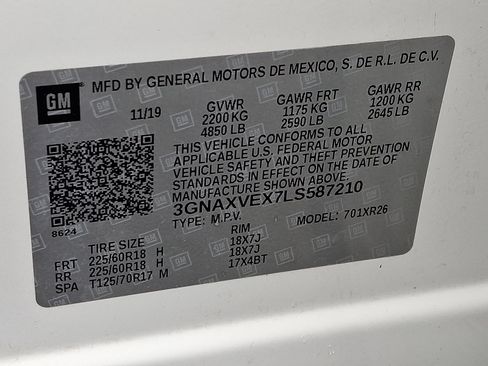 GM
MFD BY GENERAL MOTORS DE MEXICO, S. DE R.L. DE C.V.
11/19 GVWR GAWR FRT GAWR RR
2200 KG 1175 KG 1200 KG
4850 LB 2590 LB 2645 LB
THIS VEHICLE CONFORMS TO ALL
APPLICABLE U.S. FEDERAL MOTOR
VEHICLE SAFETY AND THEFT PREVENTION
STANDARDS IN EFFECT ON THE DATE OF
MANUFACTURE SHOWN ABOVE.
3GNAXVEX7LS587210
8624
TYPE: M.P.V. MODEL: 701XR26
TIRE SIZE RIM
FRT 225/60R18 H 18X7J
RR 225/60R18 H 18X7J
SPA T125/70R17 M 17X4BT